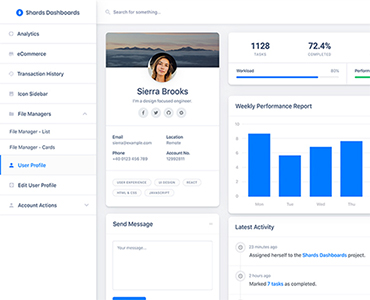 Shards Dashboards
Search for something...
Analytics
eCommerce
Transaction History
Icon Sidebar
File Managers
File Manager - List
File Manager - Cards
User Profile
Edit User Profile
Account Actions
Sierra Brooks
I'm a design focused engineer.
Email
sierra@example.com
Location
Remote
Phone
+40 0123 456 789
Account No.
USER EXPERIENCE
UI DESIGN
REACT
HTML & CSS
JAVASCRIPT
Send Message
Your message...
1128
TASKS
72.4%
COMPLETED
Workload
80%
Weekly Performance Report
12
10
8
6
4
2
0
Mon
Tue
Wed
Thu
Latest Activity
23 minutes ago
Assigned herself to the Shards Dashboards project.
2 hours ago
Marked 7 tasks as completed.